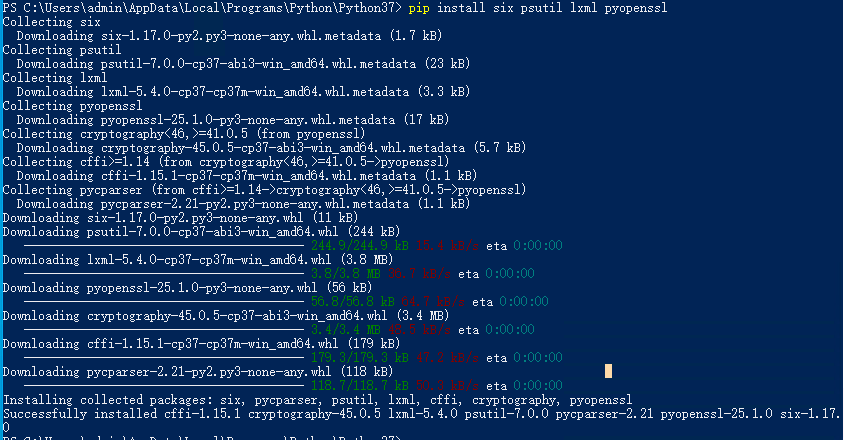 PS C:\Users\admin\AppData\Local\Programs\Python\Python37> pip install six psutil lxml pyopenssl
Collecting six
  Downloading six-1.17.0-py2.py3-none-any.whl.metadata (1.7 kB)
Collecting psutil
  Downloading psutil-7.0.0-cp37-abi3-win_amd64.whl.metadata (23 kB)
Collecting lxml
  Downloading lxml-5.4.0-cp37-cp37m-win_amd64.whl.metadata (3.3 kB)
Collecting pyopenssl
  Downloading pyopenssl-25.1.0-py3-none-any.whl.metadata (17 kB)
Collecting cryptography<46,>=41.0.5 (from pyopenssl)
  Downloading cryptography-45.0.5-cp37-abi3-win_amd64.whl.metadata (5.7 kB)
Collecting cffi>=1.14 (from cryptography<46,>=41.0.5->pyopenssl)
  Downloading cffi-1.15.1-cp37-cp37m-win_amd64.whl.metadata (1.1 kB)
Collecting pycparser (from cffi>=1.14->cryptography<46,>=41.0.5->pyopenssl)
  Downloading pycparser-2.21-py2.py3-none-any.whl.metadata (1.1 kB)
Downloading six-1.17.0-py2.py3-none-any.whl (11 kB)
Downloading psutil-7.0.0-cp37-abi3-win_amd64.whl (244 kB)
244.9/244.9 kB eta 0:00:00
Downloading lxml-5.4.0-cp37-cp37m-win_amd64.whl (3.8 MB)
3.8/3.8 MB eta 0:00:00
Downloading pyopenssl-25.1.0-py3-none-any.whl (56 kB)
56.8/56.8 kB eta 0:00:00
Downloading cryptography-45.0.5-cp37-abi3-win_amd64.whl (3.4 MB)
3.4/3.4 MB eta 0:00:00
Downloading cffi-1.15.1-cp37-cp37m-win_amd64.whl (179 kB)
179.3/179.3 kB eta 0:00:00
Downloading pycparser-2.21-py2.py3-none-any.whl (118 kB)
118.7/118.7 kB eta 0:00:00
Installing collected packages: six, pycparser, psutil, lxml, cffi, cryptography, pyopenssl
Successfully installed cffi-1.15.1 cryptography-45.0.5 lxml-5.4.0 psutil-7.0.0 pycparser-2.21 pyopenssl-25.1.0 six-1.17.
0